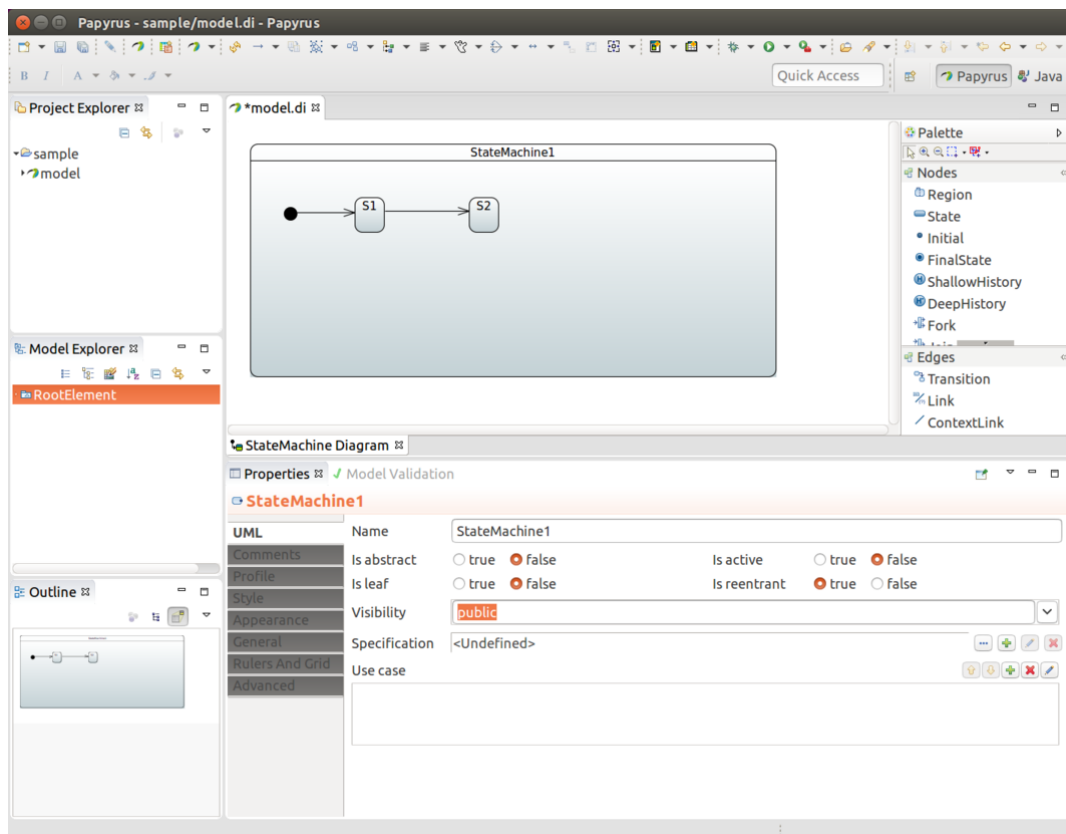 Papyrus - sample/model.di - Papyrus
B I A
Quick Access
Papyrus
Java
Project Explorer
sample
model
*model.di
StateMachine1
S1
S2
Palette
Nodes
Region
State
Initial
FinalState
ShallowHistory
DeepHistory
Fork
Edges
Transition
Link
ContextLink
Model Explorer
RootElement
StateMachine Diagram
Outline
Properties
Model Validation
StateMachine1
UML
Comments
Profile
Style
Appearance
General
Rulers And Grid
Advanced
Name StateMachine1
Is abstract true false Is active true false
Is leaf true false Is reentrant true false
Visibility public
Specification <Undefined>
Use case